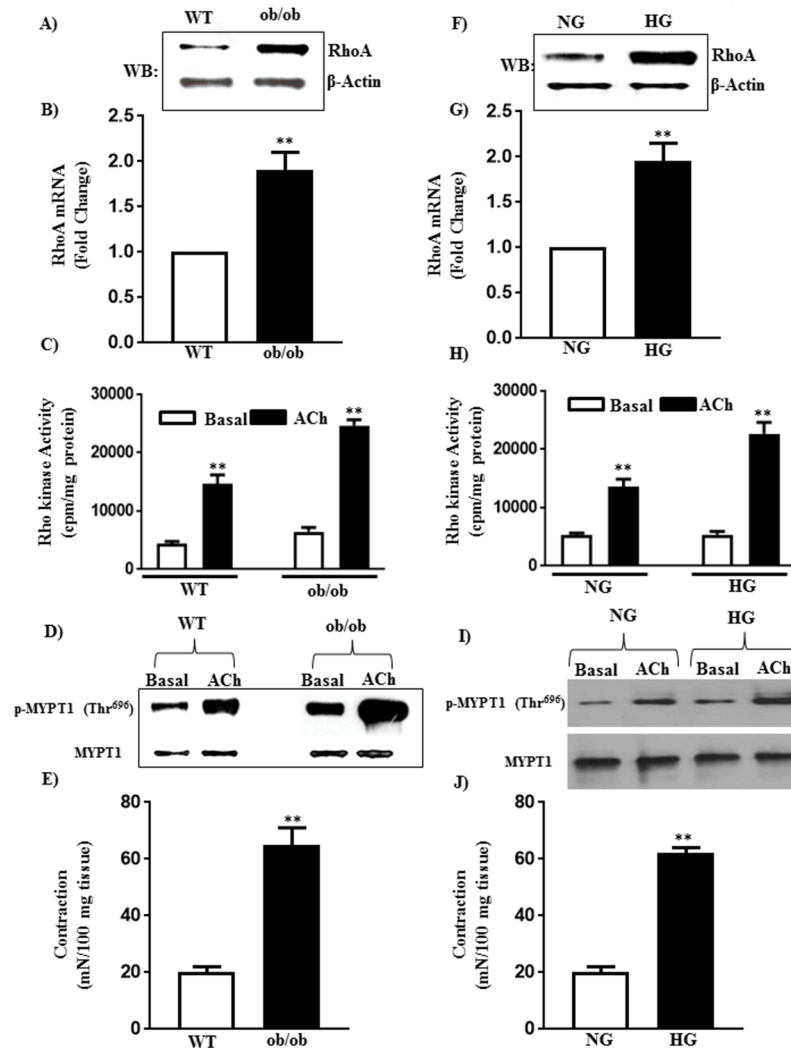 A)
WT ob/ob
WB:
RhoA
β-Actin
B)
RhoA mRNA
(Fold Change)
2.5
2.0
1.5
1.0
0.5
0.0
**
WT ob/ob
C)
Rho kinase Activity
(cpm/mg protein)
30000
20000
10000
0
Basal ACh
**
**
WT ob/ob
D)
WT ob/ob
Basal ACh Basal ACh
p-MYPT1 (Thr696)
MYPT1
E)
Contraction
(mN/100 mg tissue)
80
60
40
20
0
**
WT ob/ob
F)
NG HG
WB:
RhoA
β-Actin
G)
RhoA mRNA
(Fold Change)
2.5
2.0
1.5
1.0
0.5
0.0
**
NG HG
H)
Rho kinase Activity
(cpm/mg protein)
30000
20000
10000
0
Basal ACh
**
**
NG HG
I)
NG HG
Basal ACh Basal ACh
p-MYPT1 (Thr696)
MYPT1
J)
Contraction
(mN/100 mg tissue)
80
60
40
20
0
**
NG HG